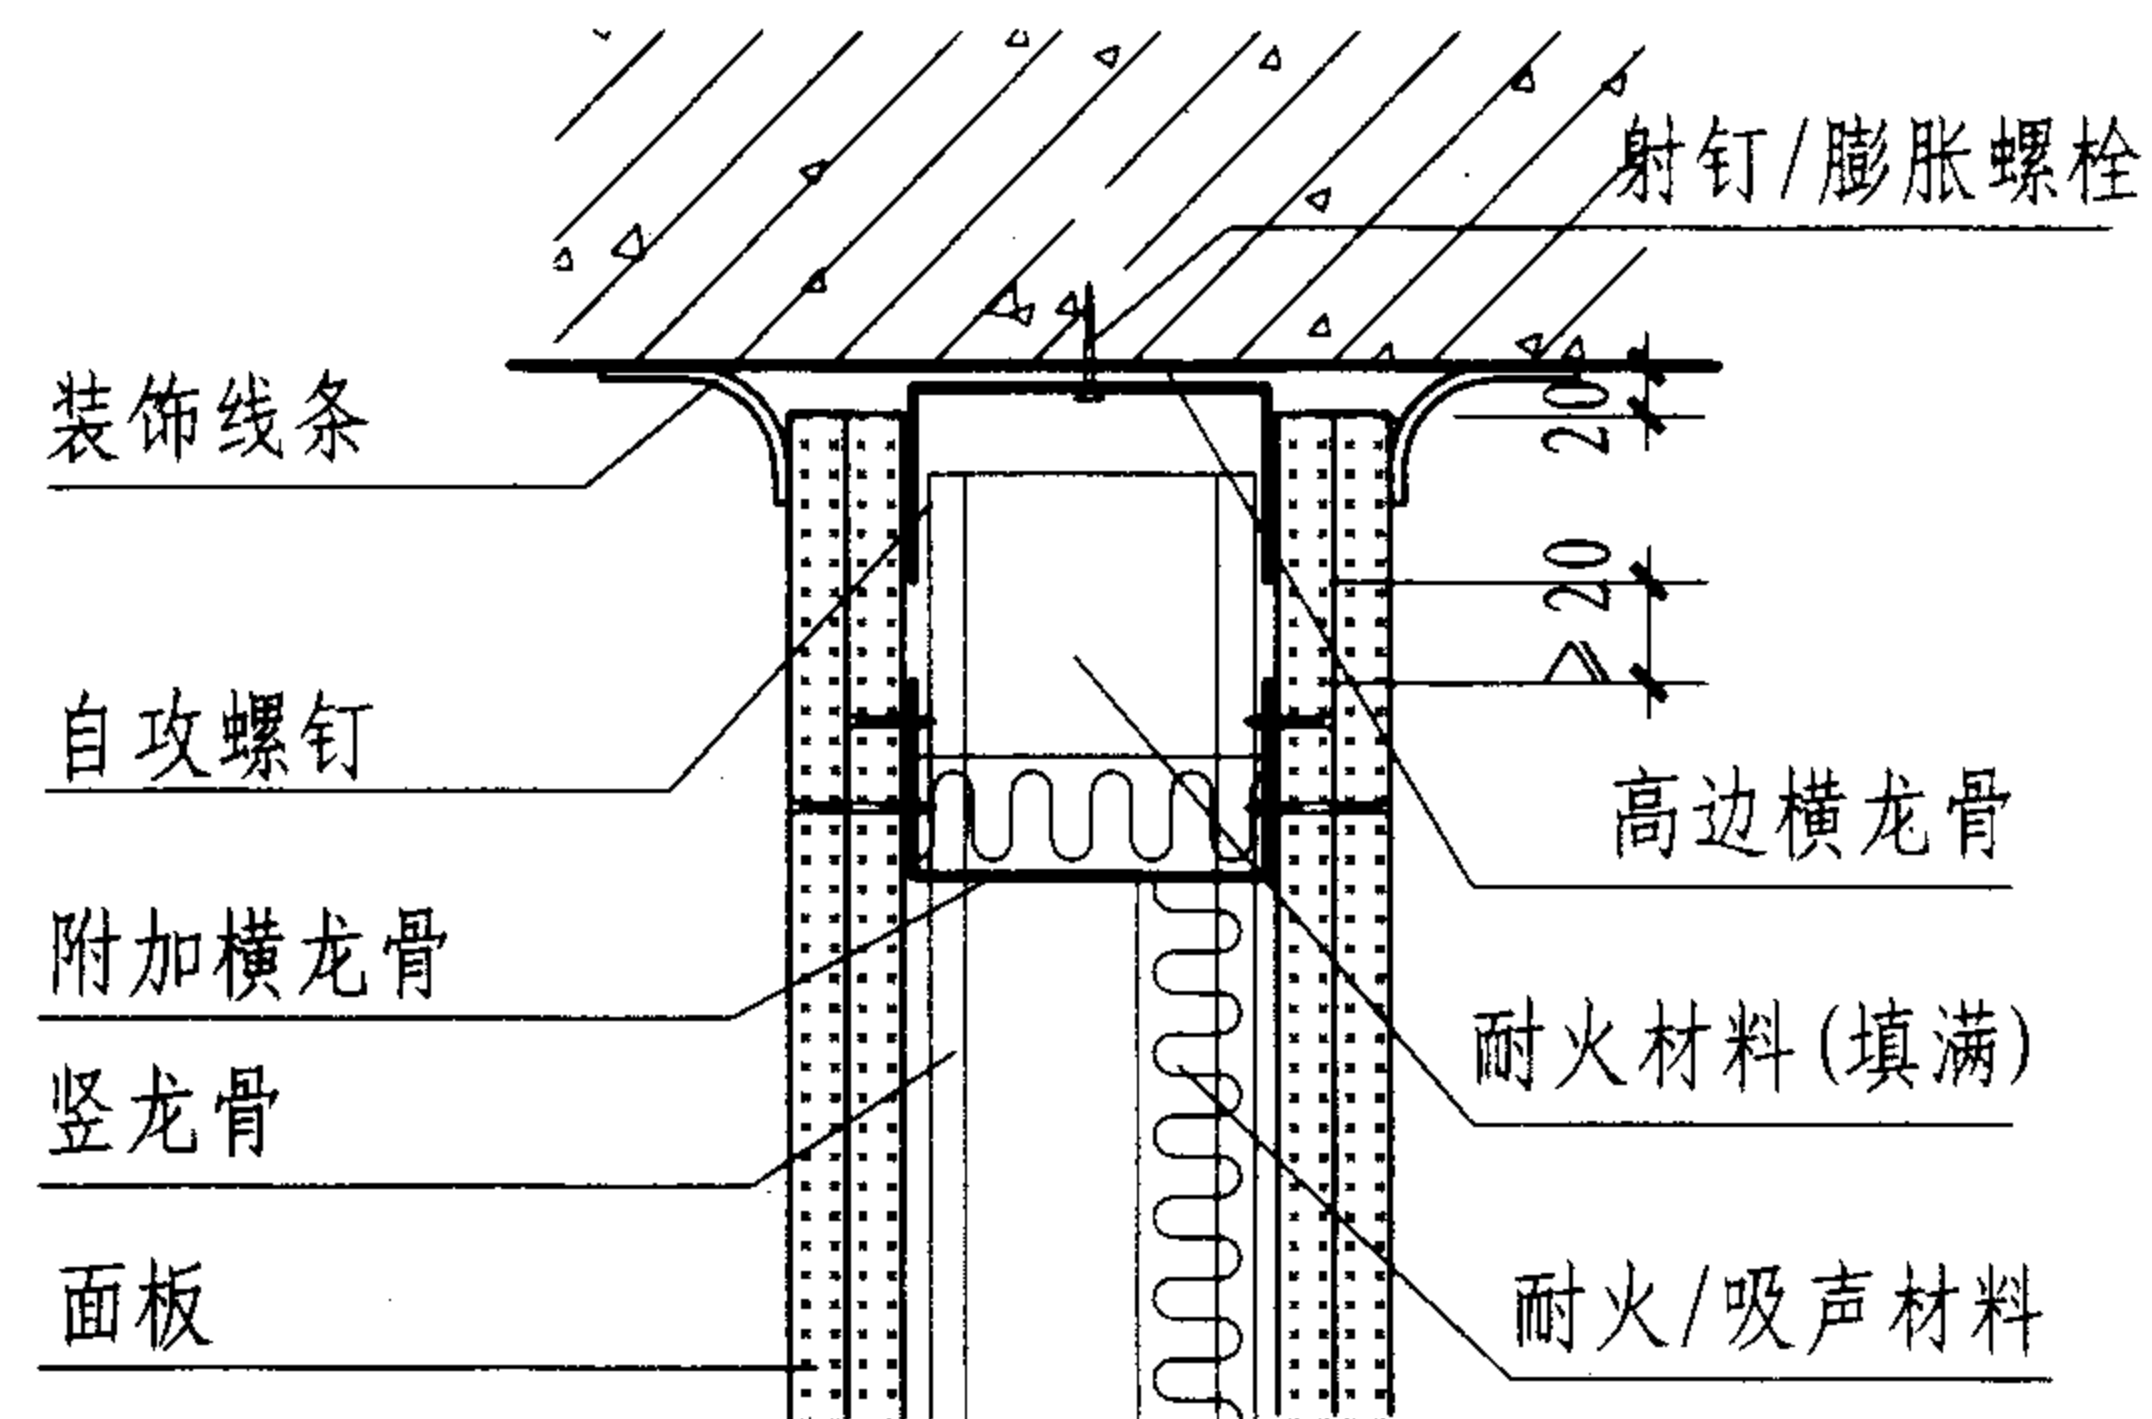 射钉/膨胀螺栓
装饰线条
20
≥20
自攻螺钉
高边横龙骨
附加横龙骨
耐火材料(填满)
竖龙骨
面板
耐火/吸声材料